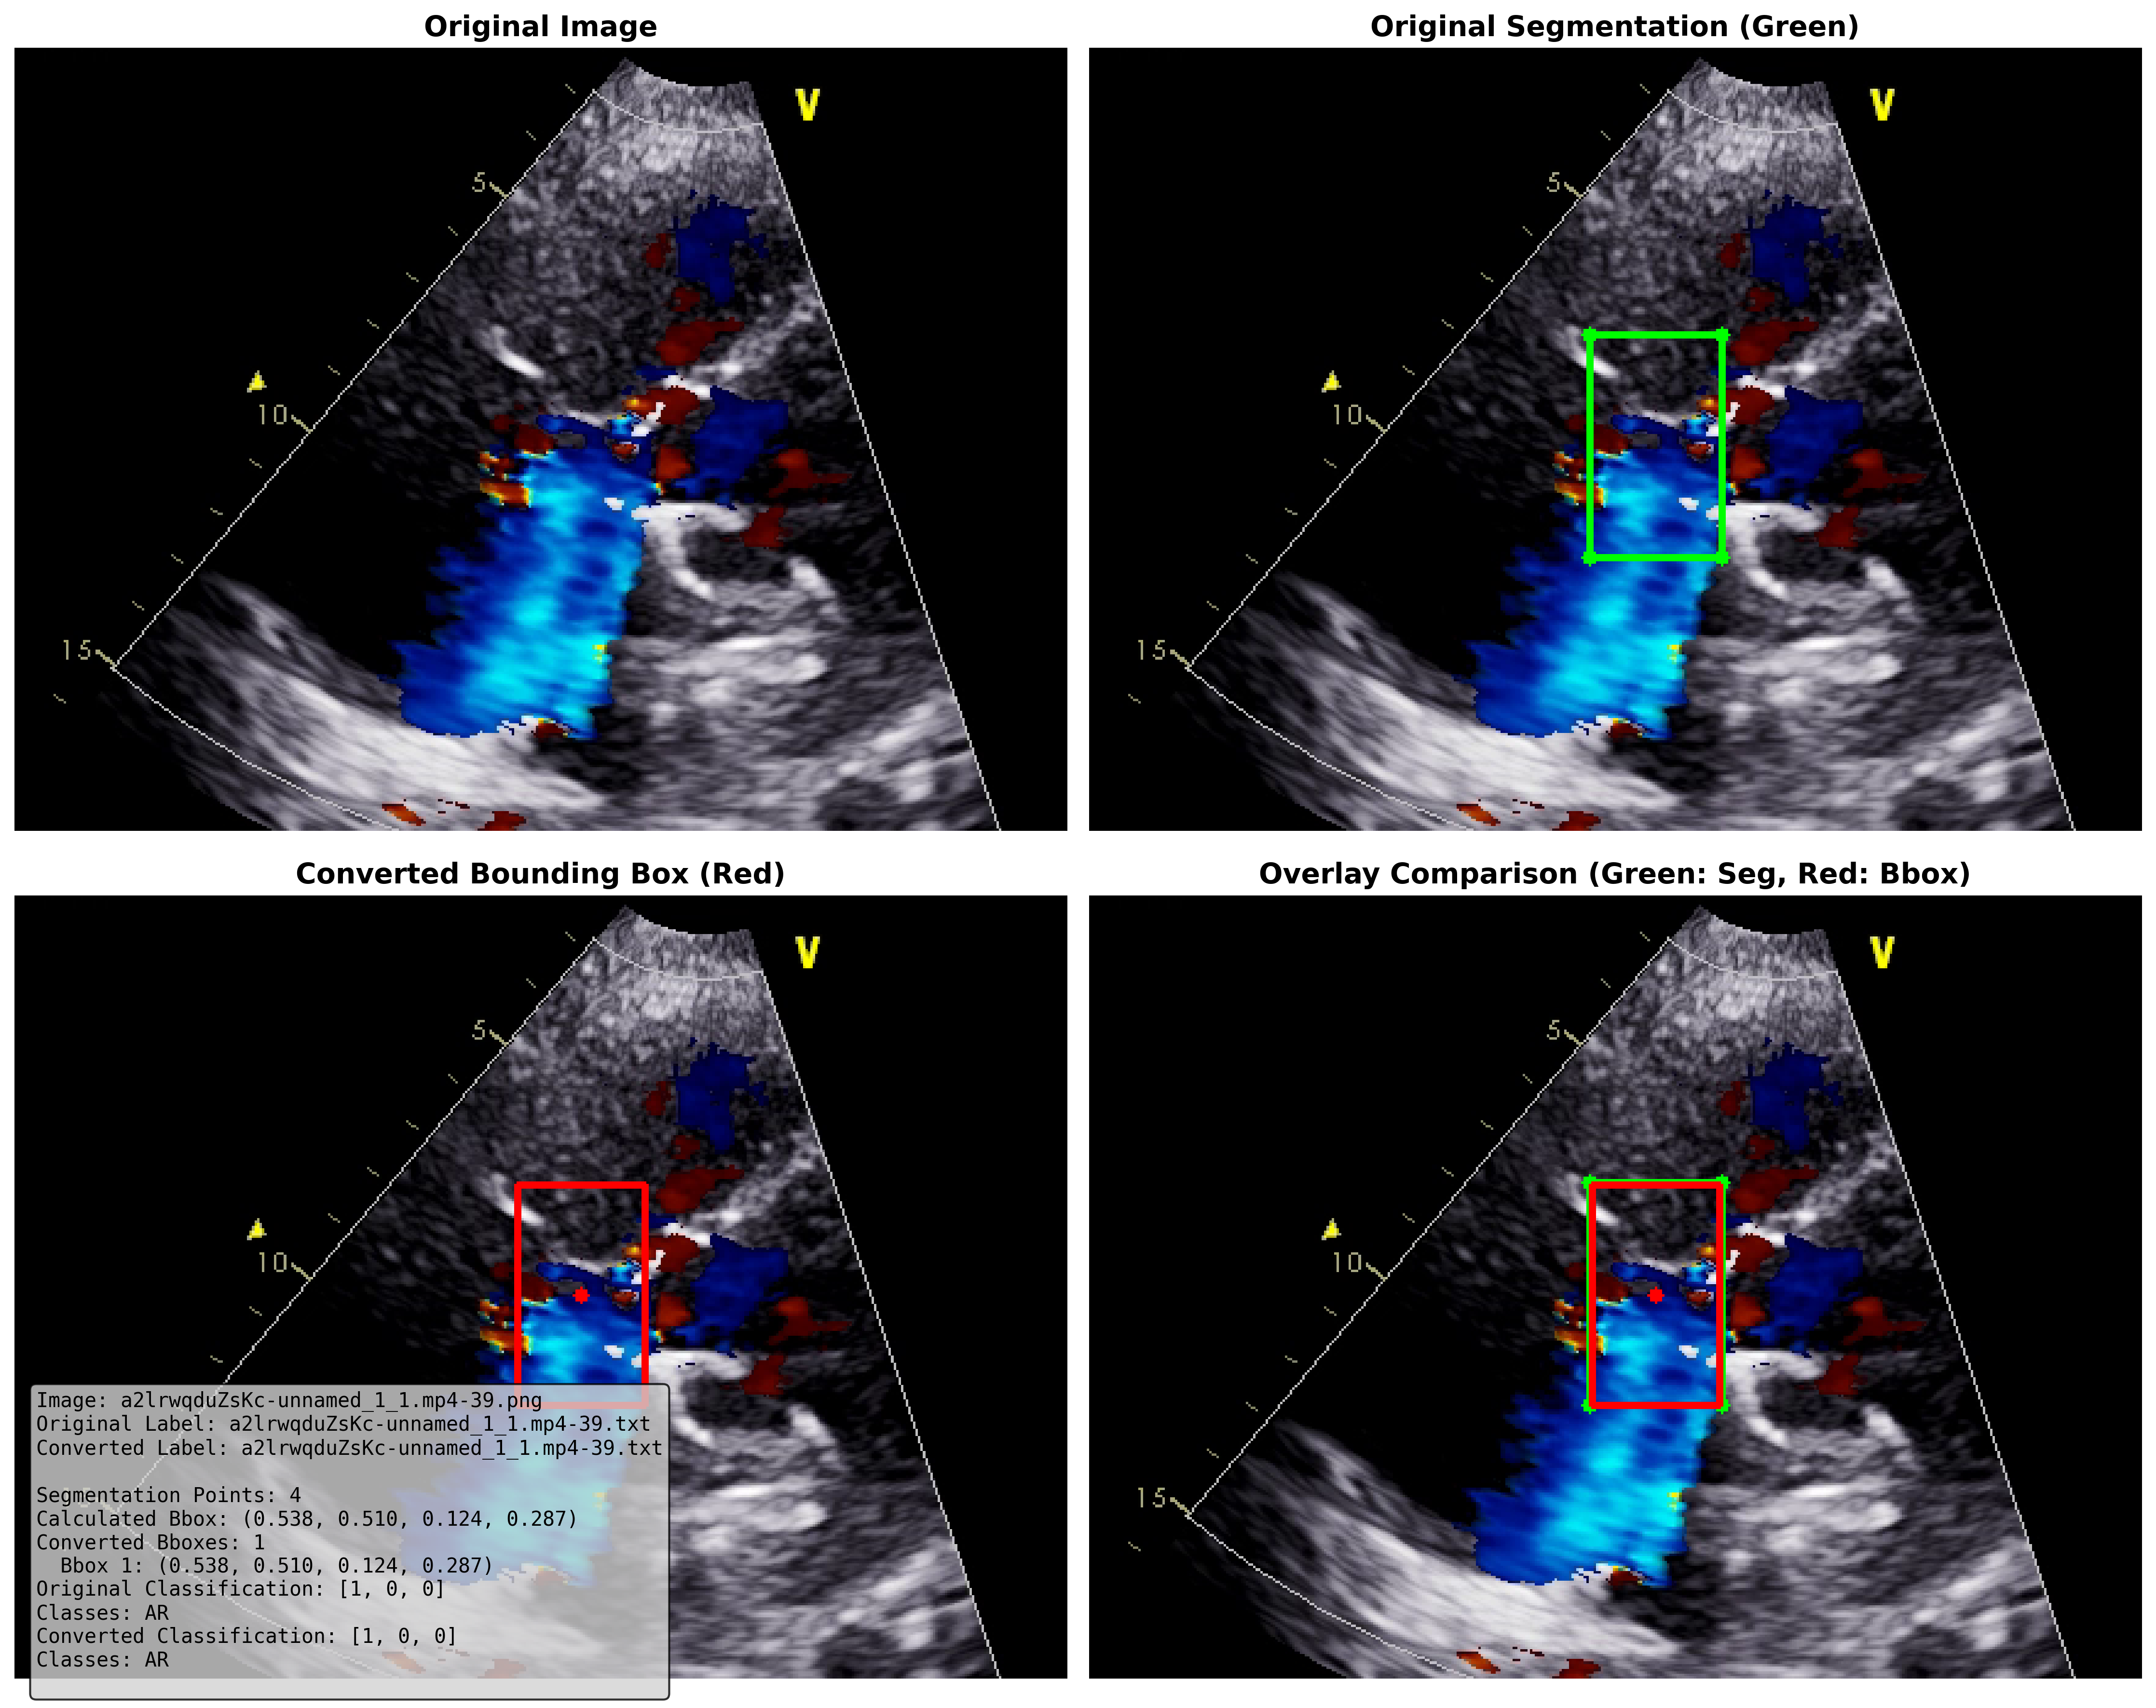 Original Image
Original Segmentation (Green)
V
5
10
15
V
5
10
15
Converted Bounding Box (Red)
Overlay Comparison (Green: Seg, Red: Bbox)
V
5
10
Image: a2lrwqduZsKc-unnamed_1_1.mp4-39.png
Original Label: a2lrwqduZsKc-unnamed_1_1.mp4-39.txt
Converted Label: a2lrwqduZsKc-unnamed_1_1.mp4-39.txt
Segmentation Points: 4
Calculated Bbox: (0.538, 0.510, 0.124, 0.287)
Converted Bboxes: 1
Bbox 1: (0.538, 0.510, 0.124, 0.287)
Original Classification: [1, 0, 0]
Classes: AR
Converted Classification: [1, 0, 0]
Classes: AR
V
5
10
15